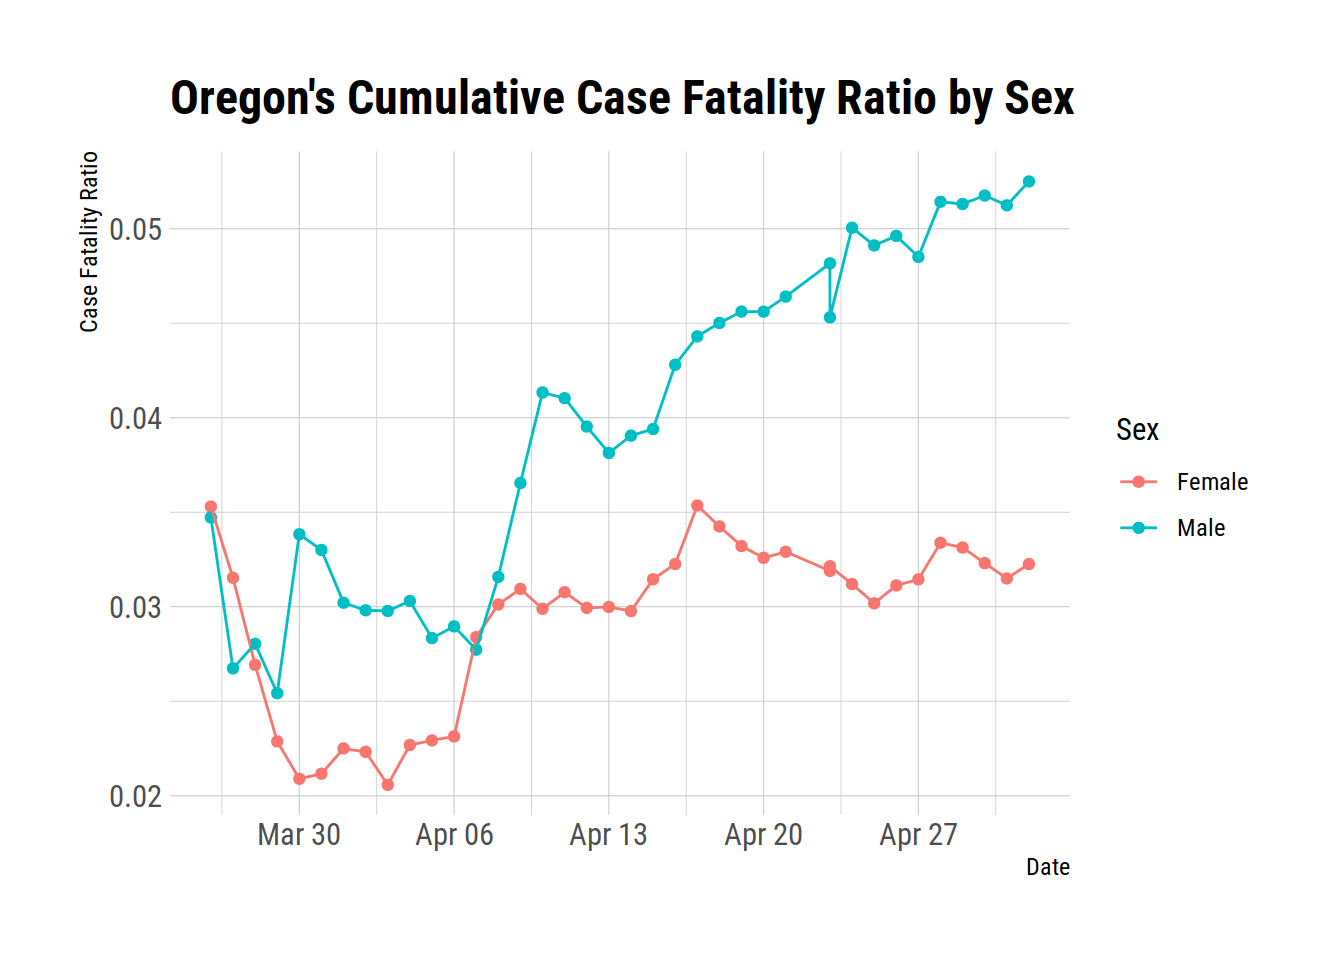 Oregon's Cumulative Case Fatality Ratio by Sex
Case Fatality Ratio
0.05
0.04
0.03
0.02
Mar 30 Apr 06 Apr 13 Apr 20 Apr 27
Date
Sex
Female
Male